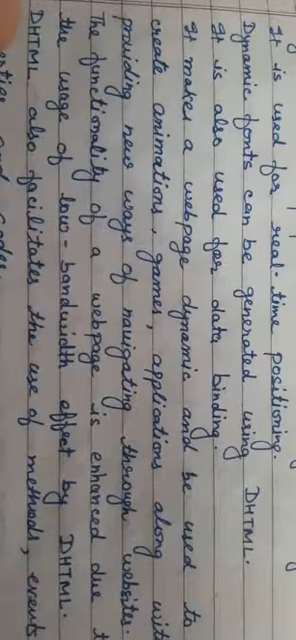 It is used for real-time positioning.
Dynamic fonts can be generated using DHTML.
It is also used for data binding.
It makes a webpage dynamic and be used to
create animations, games, applications along
providing new ways of navigating through websites.
The functionality of a webpage is enhanced due
the usage of low-bandwidth effect by DHTML.
DHTML also facilitates the use of methods, events
and codes.